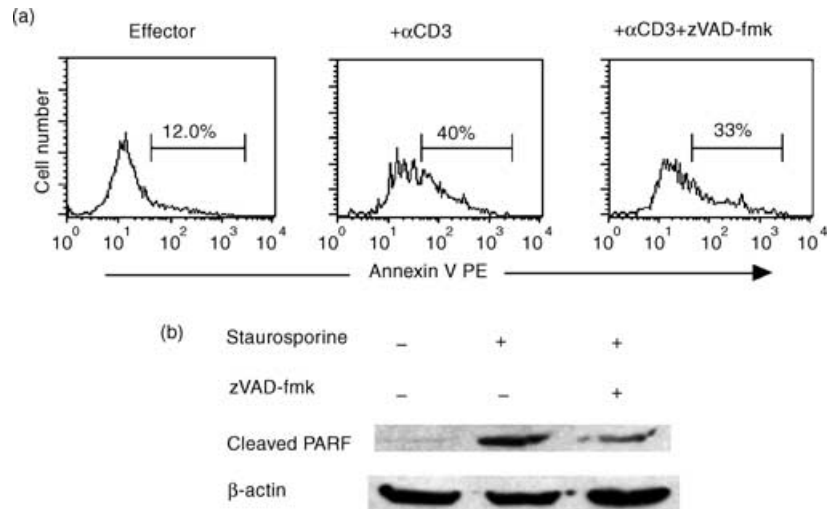 (a)
Effector
+αCD3
+αCD3+zVAD-fmk
Cell number
12.0%
40%
33%
10⁰ 10¹ 10² 10³ 10⁴
10⁰ 10¹ 10² 10³ 10⁴
10⁰ 10¹ 10² 10³ 10⁴
Annexin V PE
(b)
Staurosporine – + +
zVAD-fmk – – +
Cleaved PARF
β-actin